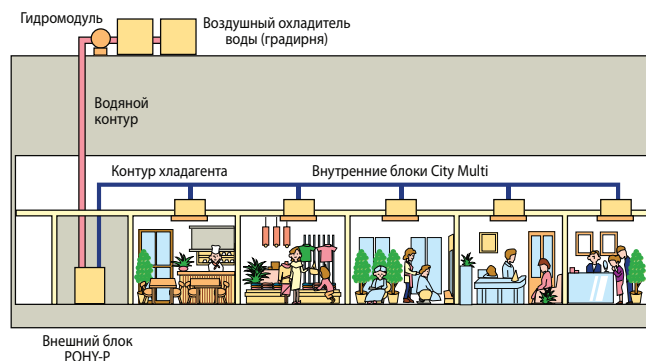 Гидромодуль
Воздушный охладитель
воды (градирня)
Водяной
контур
Контур хладагента
Внутренние блоки City Multi
Внешний блок
PQHY-P